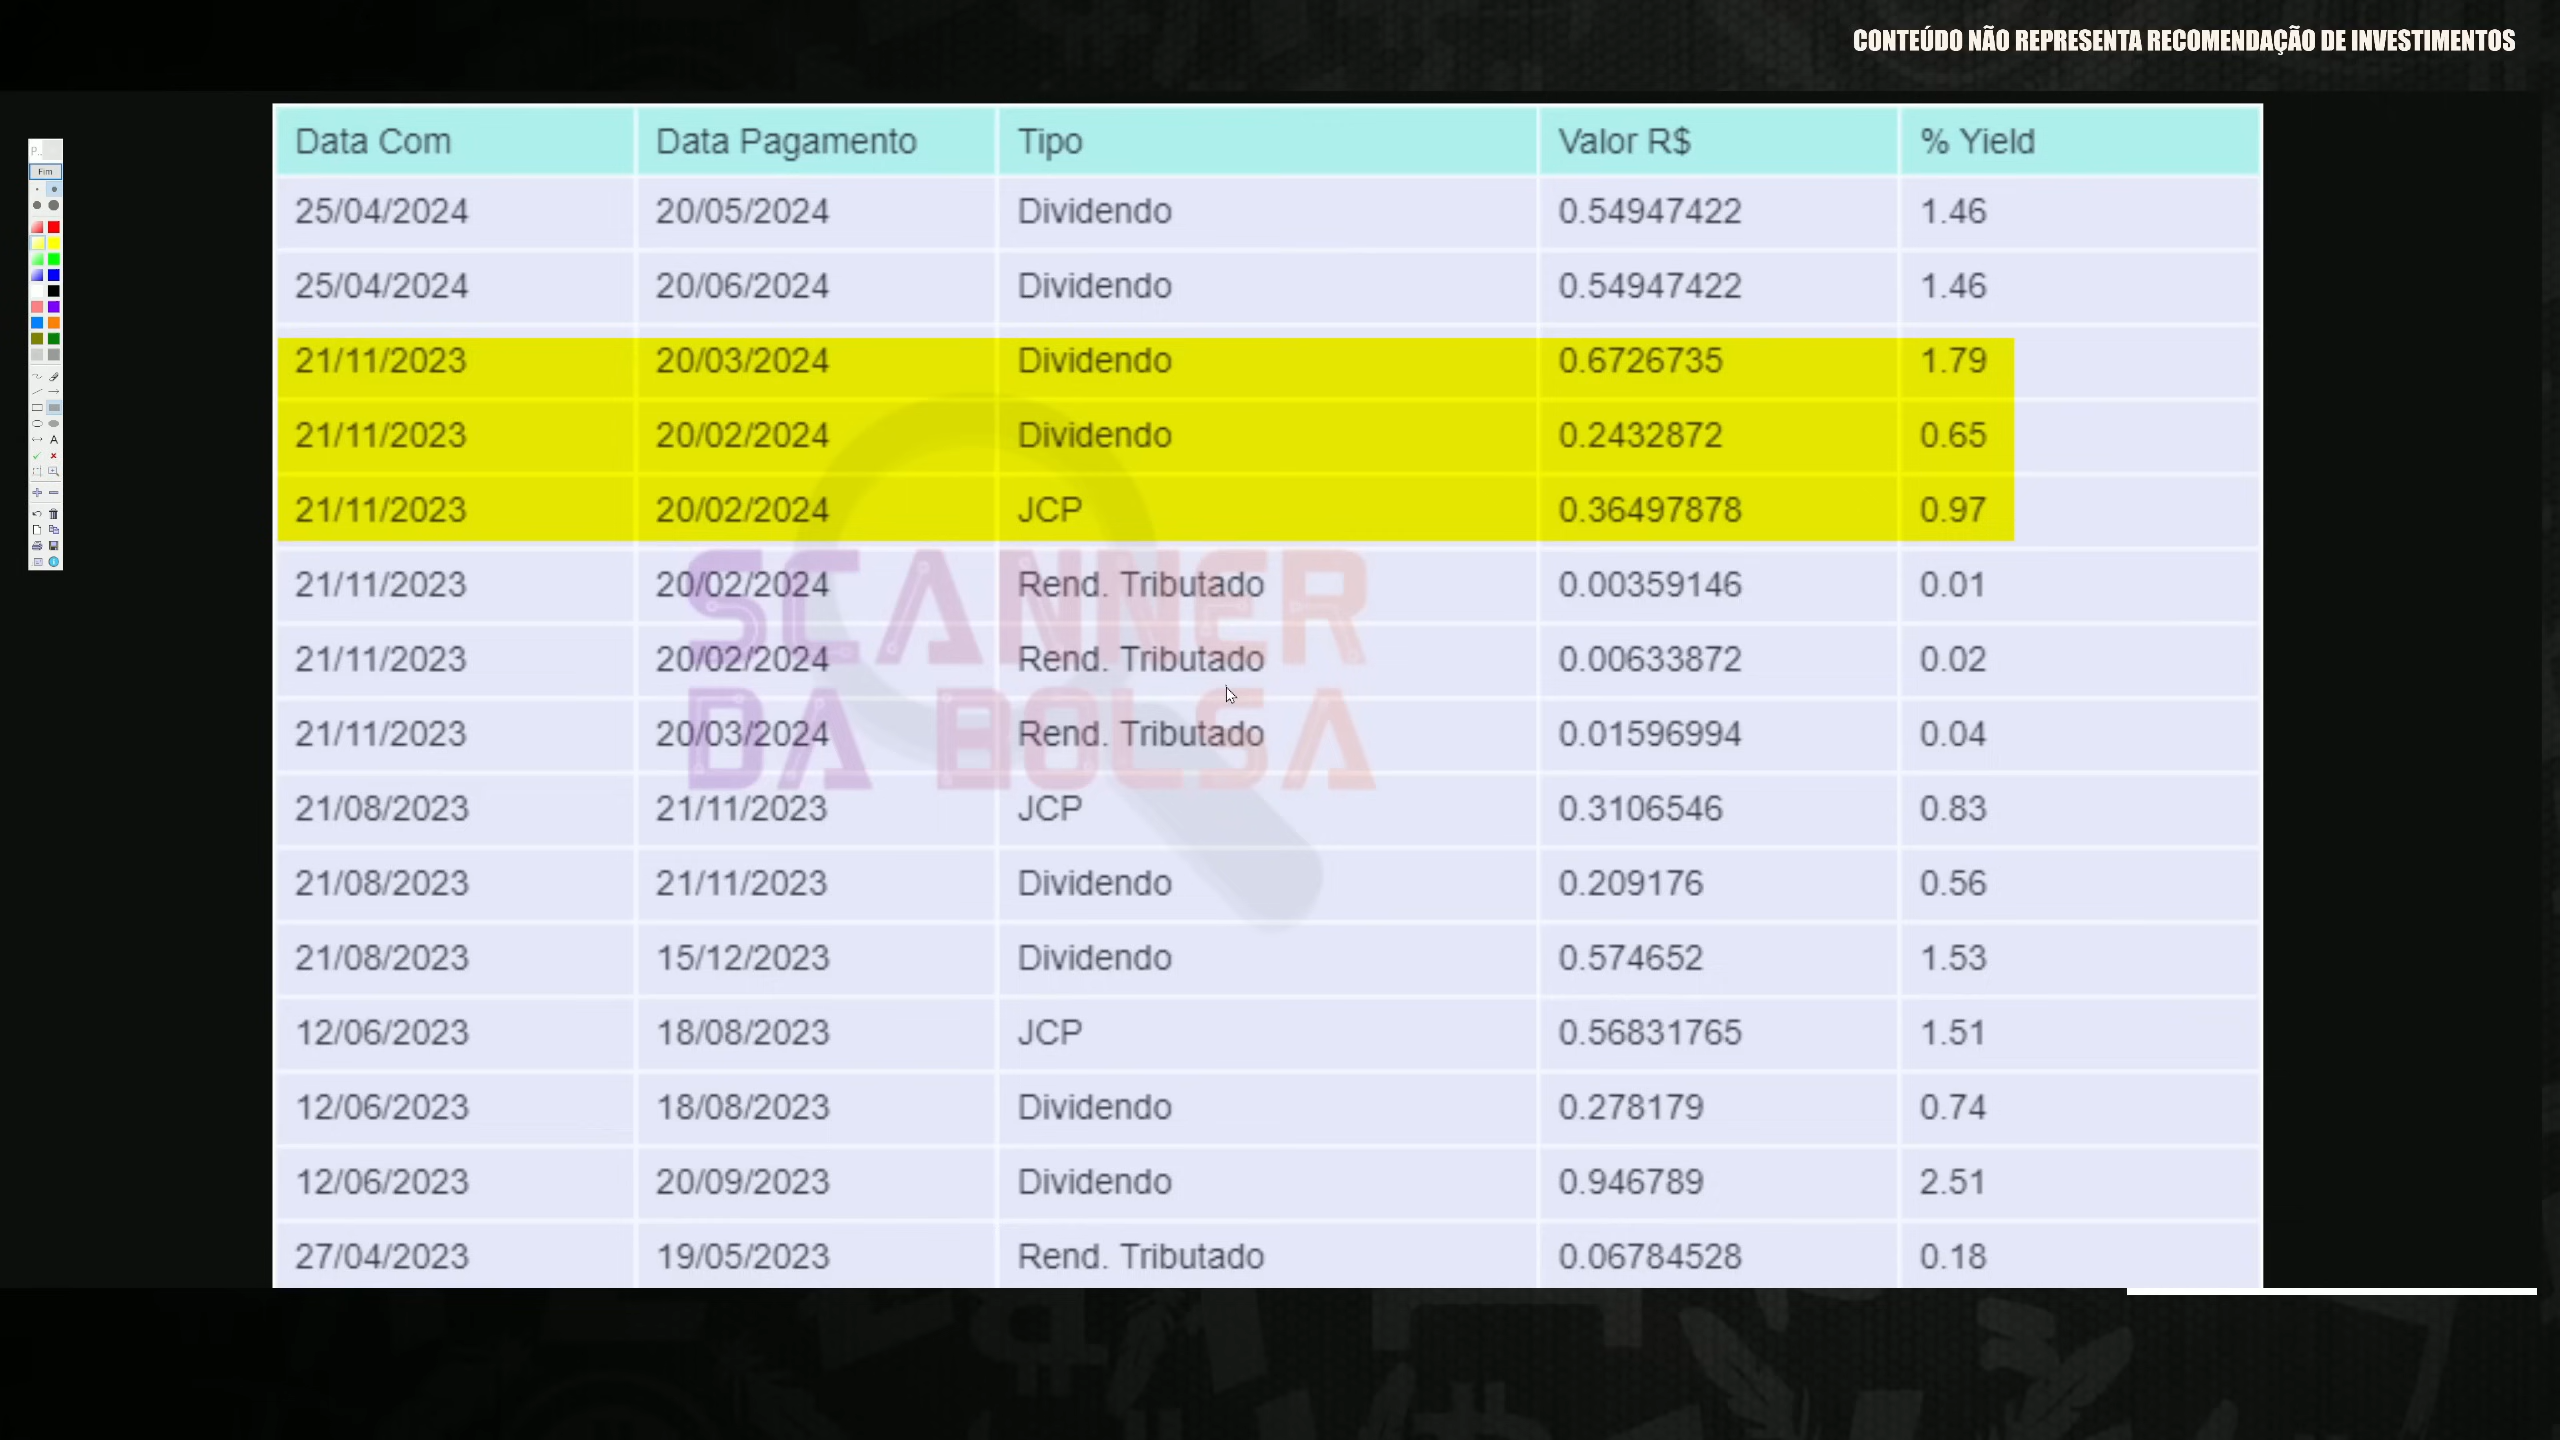 CONTEÚDO NÃO REPRESENTA RECOMENDAÇÃO DE INVESTIMENTOS
P...
Fim
A
Data Com Data Pagamento Tipo Valor R$ % Yield
25/04/2024 20/05/2024 Dividendo 0.54947422 1.46
25/04/2024 20/06/2024 Dividendo 0.54947422 1.46
21/11/2023 20/03/2024 Dividendo 0.6726735 1.79
21/11/2023 20/02/2024 Dividendo 0.2432872 0.65
21/11/2023 20/02/2024 JCP 0.36497878 0.97
21/11/2023 20/02/2024 Rend. Tributado 0.00359146 0.01
21/11/2023 20/02/2024 Rend. Tributado 0.00633872 0.02
21/11/2023 20/03/2024 Rend. Tributado 0.01596994 0.04
21/08/2023 21/11/2023 JCP 0.3106546 0.83
21/08/2023 21/11/2023 Dividendo 0.209176 0.56
21/08/2023 15/12/2023 Dividendo 0.574652 1.53
12/06/2023 18/08/2023 JCP 0.56831765 1.51
12/06/2023 18/08/2023 Dividendo 0.278179 0.74
12/06/2023 20/09/2023 Dividendo 0.946789 2.51
27/04/2023 19/05/2023 Rend. Tributado 0.06784528 0.18
SCANNER
DA BOLSA